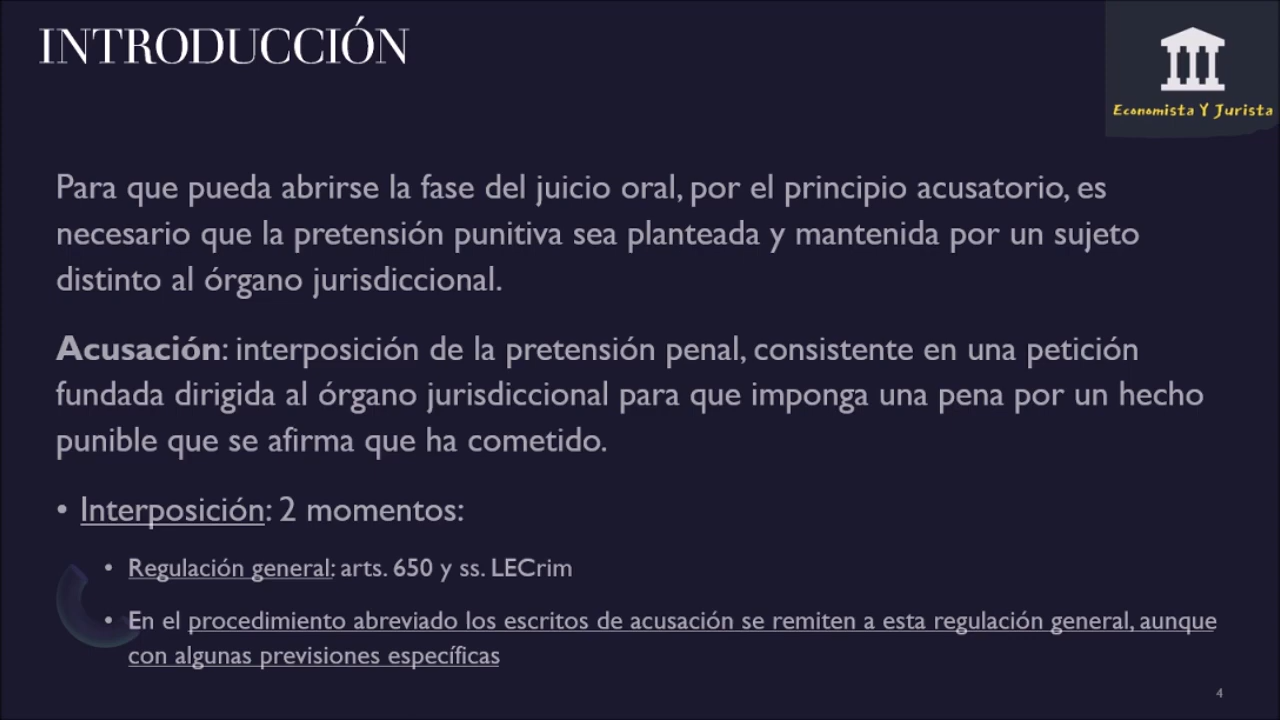 INTRODUCCIÓN
Economista Y Jurista
Para que pueda abrirse la fase del juicio oral, por el principio acusatorio, es
necesario que la pretensión punitiva sea planteada y mantenida por un sujeto
distinto al órgano jurisdiccional.
Acusación: interposición de la pretensión penal, consistente en una petición
fundada dirigida al órgano jurisdiccional para que imponga una pena por un hecho
punible que se afirma que ha cometido.
• Interposición: 2 momentos:
• Regulación general: arts. 650 y ss. LECrim
• En el procedimiento abreviado los escritos de acusación se remiten a esta regulación general, aunque
con algunas previsiones específicas
4